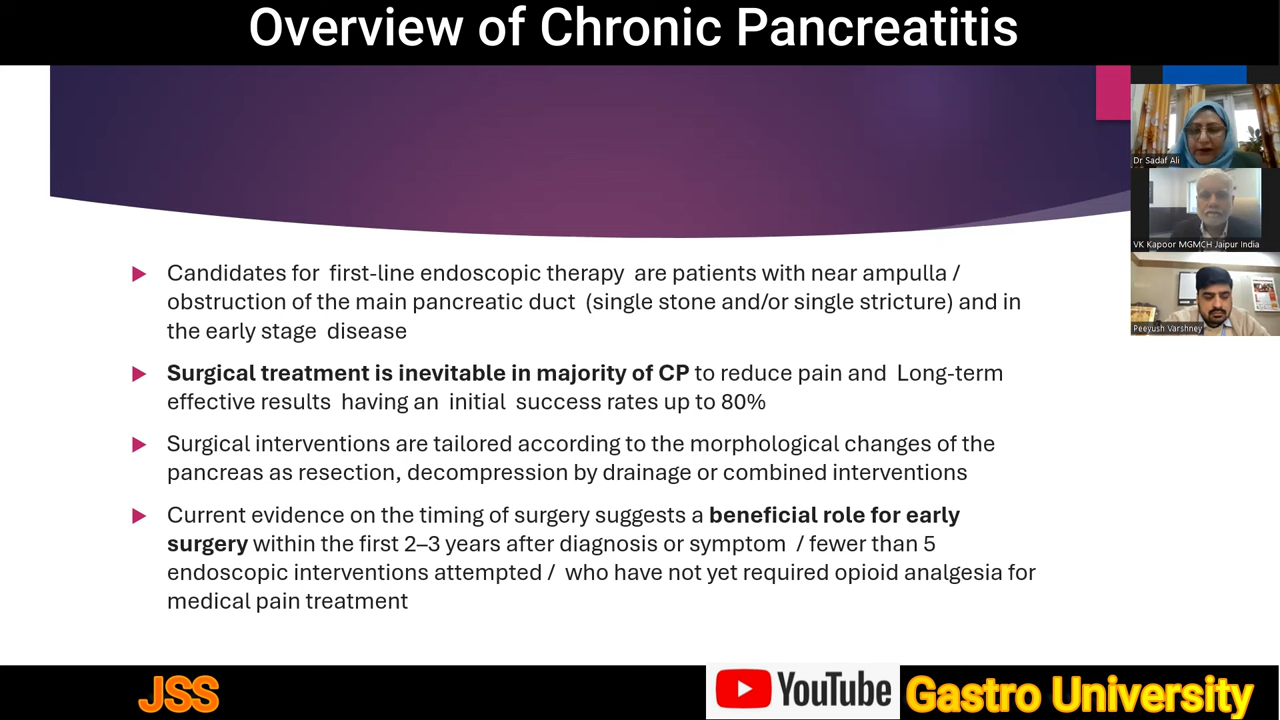 Overview of Chronic Pancreatitis
Dr Sadaf Ali
VK Kapoor MGMCH Jaipur India
Peeyush Varshney
Candidates for first-line endoscopic therapy are patients with near ampulla /
obstruction of the main pancreatic duct (single stone and/or single stricture) and in
the early stage disease
Surgical treatment is inevitable in majority of CP to reduce pain and Long-term
effective results having an initial success rates up to 80%
Surgical interventions are tailored according to the morphological changes of the
pancreas as resection, decompression by drainage or combined interventions
Current evidence on the timing of surgery suggests a beneficial role for early
surgery within the first 2–3 years after diagnosis or symptom / fewer than 5
endoscopic interventions attempted / who have not yet required opioid analgesia for
medical pain treatment
JSS
YouTube
Gastro University